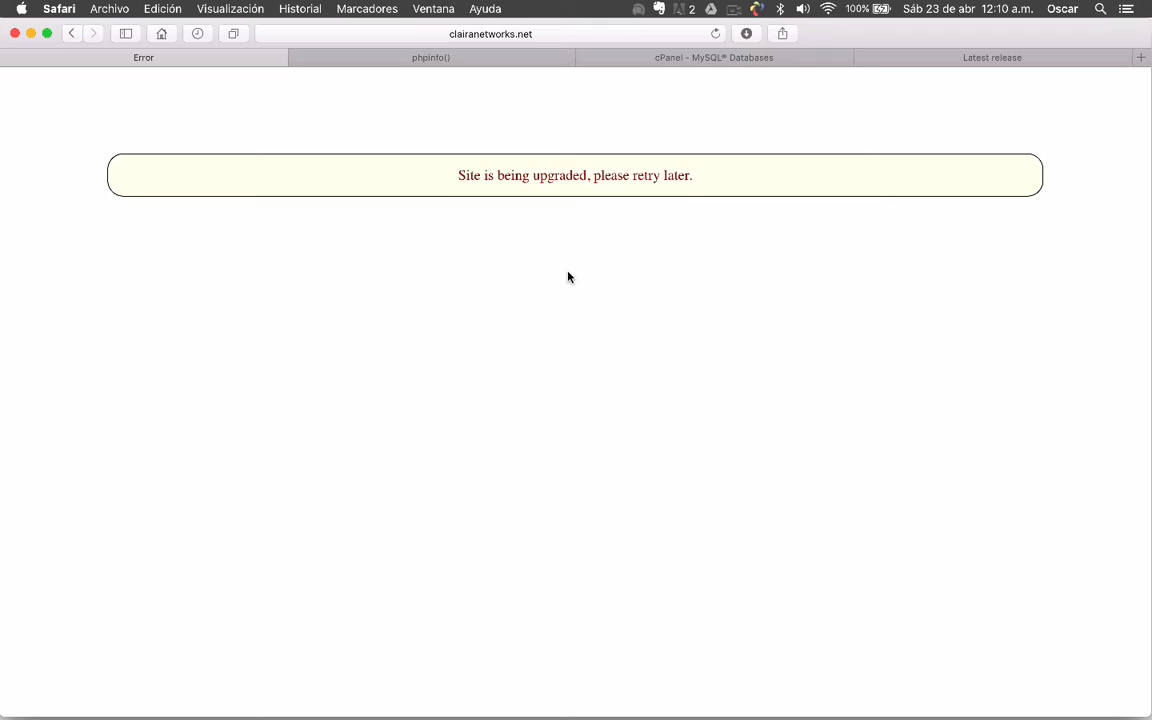 Safari Archivo Edición Visualización Historial Marcadores Ventana Ayuda 2 100% Sáb 23 de abr 12:10 a.m. Oscar
clairanetworks.net
Error phpinfo() cPanel - MySQL® Databases Latest release
Site is being upgraded, please retry later.